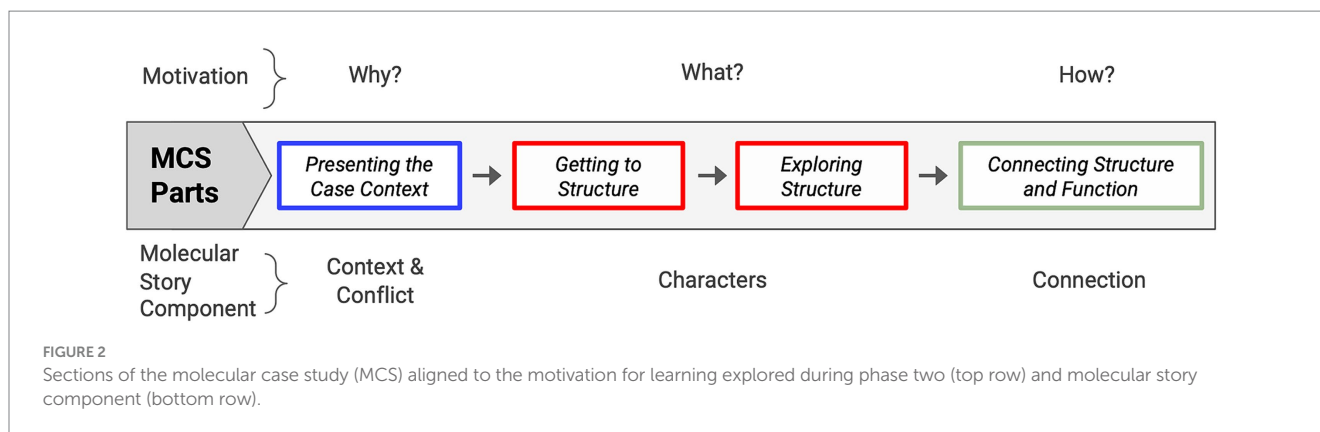 Motivation
Why?
What?
How?
MCS
Parts
Presenting the
Case Context
Getting to
Structure
Exploring
Structure
Connecting Structure
and Function
Molecular
Story
Component
Context &
Conflict
Characters
Connection
FIGURE 2
Sections of the molecular case study (MCS) aligned to the motivation for learning explored during phase two (top row) and molecular story
component (bottom row).